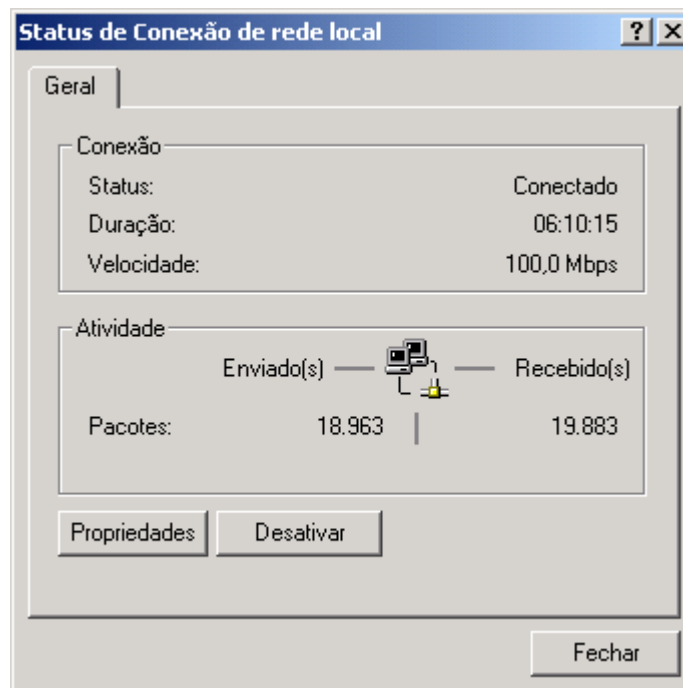 Status de Conexão de rede local
Geral
Conexão
Status: Conectado
Duração: 06:10:15
Velocidade: 100,0 Mbps
Atividade
Enviado(s) Recebido(s)
Pacotes: 18.963 19.883
Propriedades Desativar
Fechar